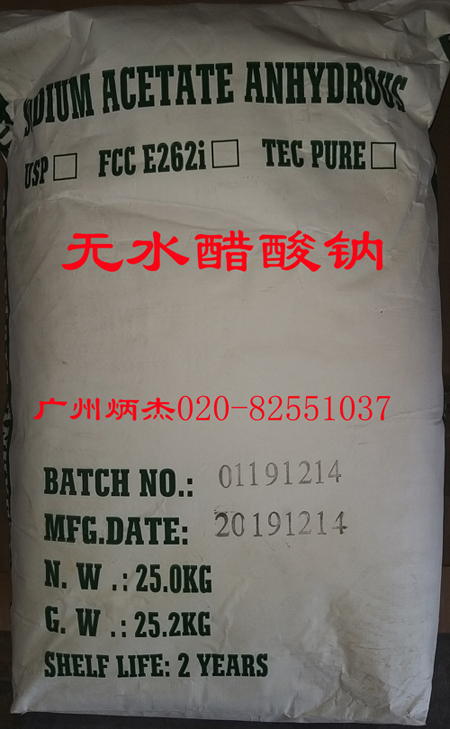 SODIUM ACETATE ANHYDROUS
USP□ FCC E262i□ TEC PURE□
无水醋酸钠
广州炳杰020-82551037
BATCH NO.: 01191214
MFG.DATE: 20191214
N. W .: 25.0KG
G. W .: 25.2KG
SHELF LIFE: 2 YEARS